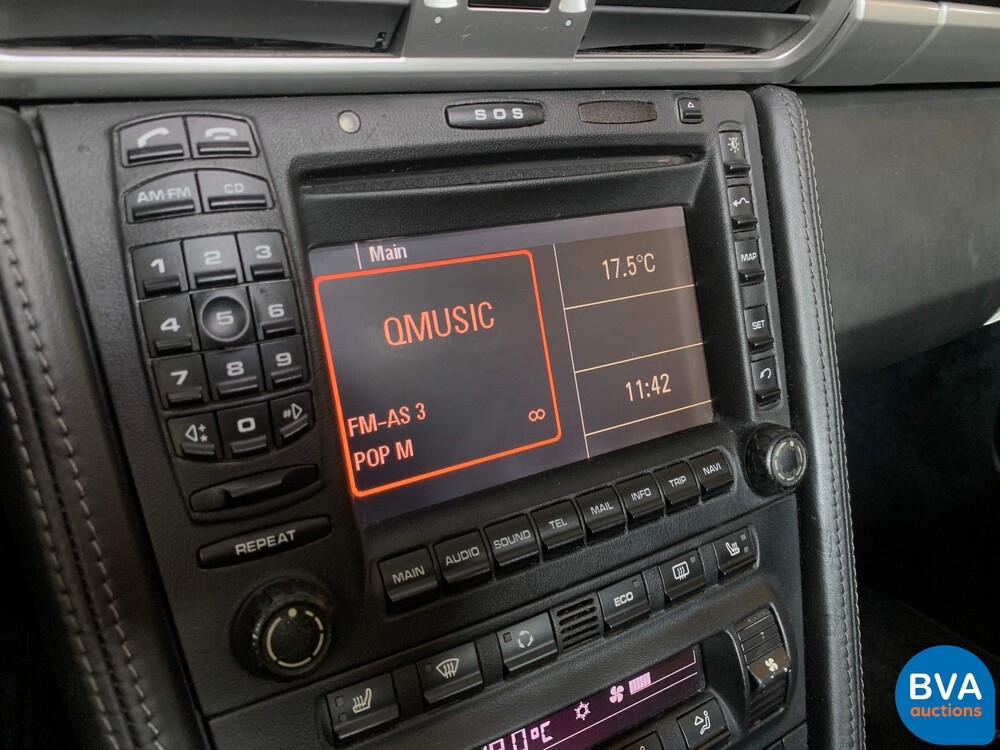 SOS
AM·FM CD
1 2 3
4 5 6
7 8 9
* 0 #
REPEAT
Main
QMUSIC
FM-AS 3 ∞
POP M
17.5°C
11:42
MAP
SET
MAIN AUDIO SOUND TEL MAIL INFO TRIP NAVI
ECO
BVA
auctions